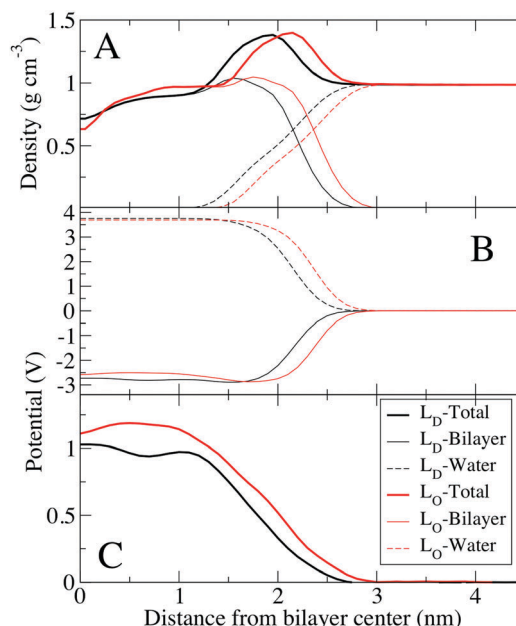 A
Density (g cm⁻³)
1.5
1
0.5
B
4
3
2
1
0
-1
-2
-3
Potential (V)
C
1
0.5
0
L_D-Total
L_D-Bilayer
L_D-Water
L_O-Total
L_O-Bilayer
L_O-Water
0 1 2 3 4
Distance from bilayer center (nm)